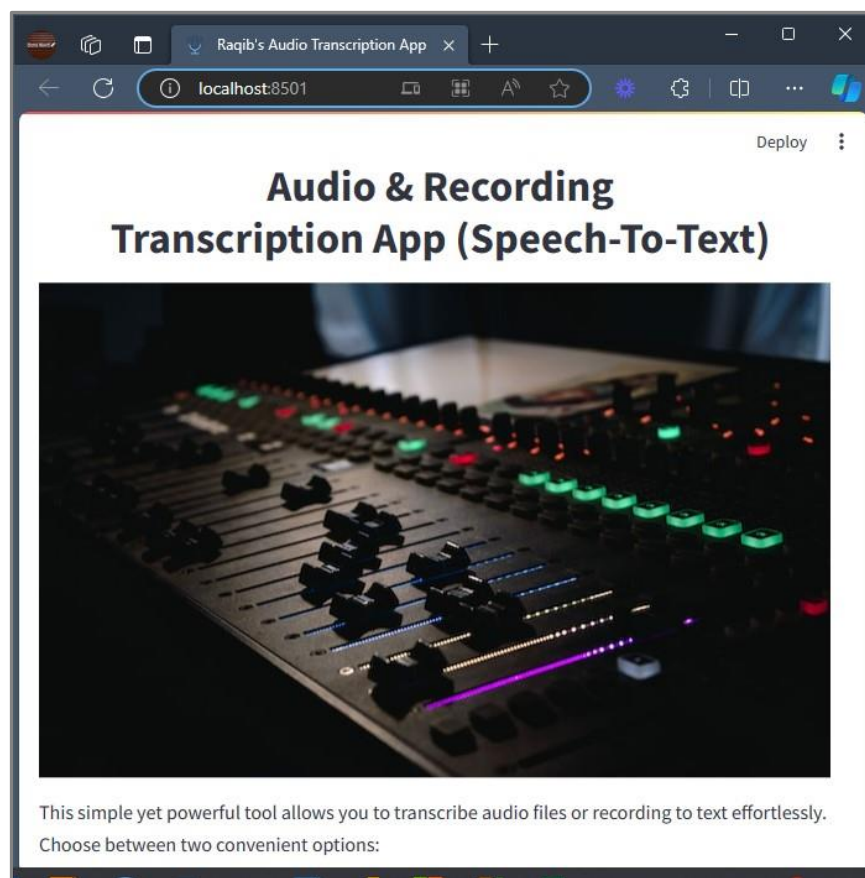 Raqib's Audio Transcription App
localhost:8501
Deploy
Audio & Recording
Transcription App (Speech-To-Text)
This simple yet powerful tool allows you to transcribe audio files or recording to text effortlessly.
Choose between two convenient options: